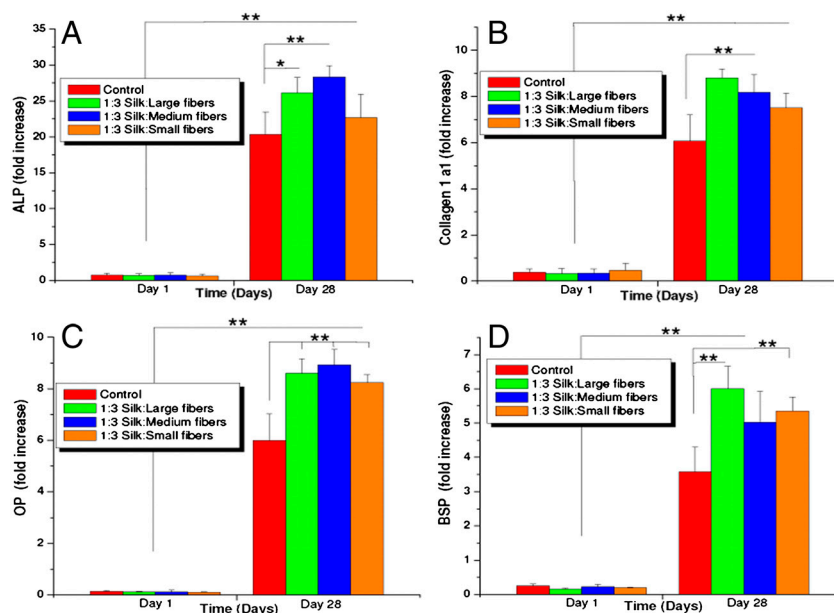 A
**
**
*
Control
1:3 Silk:Large fibers
1:3 Silk:Medium fibers
1:3 Silk:Small fibers
ALP (fold increase)
35
30
25
20
15
10
5
0
Day 1
Day 28
Time (Days)
B
**
**
Control
1:3 Silk:Large fibers
1:3 Silk:Medium fibers
1:3 Silk:Small fibers
Collagen 1 a1 (fold increase)
10
8
6
4
2
0
Day 1
Day 28
Time (Days)
C
**
**
Control
1:3 Silk:Large fibers
1:3 Silk:Medium fibers
1:3 Silk:Small fibers
OP (fold increase)
10
8
6
4
2
0
Day 1
Day 28
Time (Days)
D
**
**
**
Control
1:3 Silk:Large fibers
1:3 Silk:Medium fibers
1:3 Silk:Small fibers
BSP (fold increase)
7
6
5
4
3
2
1
0
Day 1
Day 28
Time (Days)